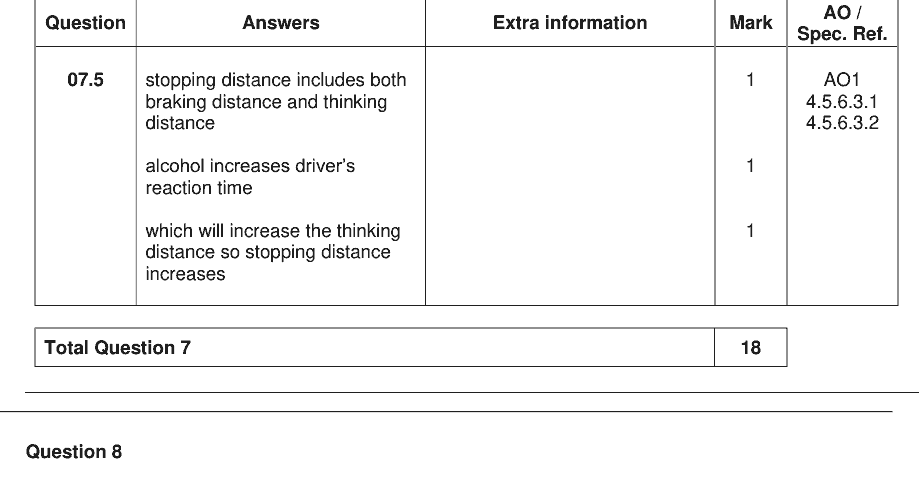 Question Answers Extra information Mark AO /
Spec. Ref.
07.5 stopping distance includes both 1 AO1
braking distance and thinking 4.5.6.3.1
distance 4.5.6.3.2
alcohol increases driver's 1
reaction time
which will increase the thinking 1
distance so stopping distance
increases
Total Question 7 18
Question 8